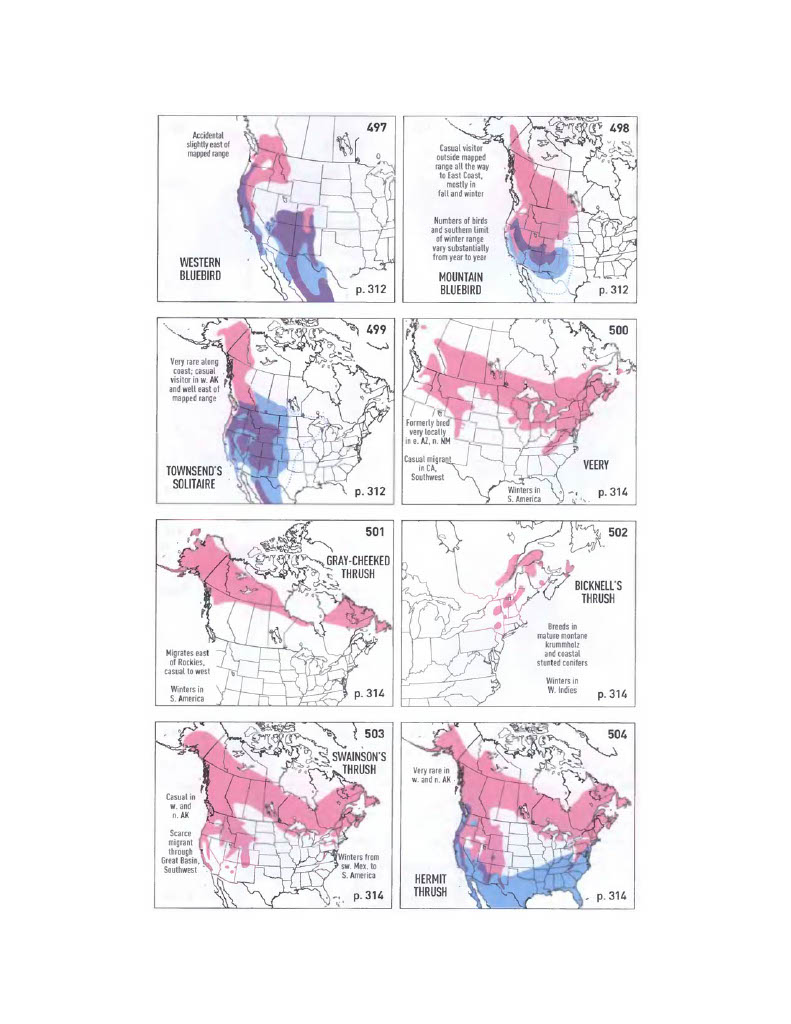 497
Accidental
slightly east of
mapped range
WESTERN
BLUEBIRD
p. 312
498
Casual visitor
outside mapped
range all the way
to East Coast,
mostly in
fall and winter
Numbers of birds
and southern limit
of winter range
vary substantially
from year to year
MOUNTAIN
BLUEBIRD
p. 312
499
Very rare along
coast; casual
visitor in w. AK
and well east of
mapped range
TOWNSEND'S
SOLITAIRE
p. 312
500
Formerly bred
very locally
in e. AZ, n. NM
Casual migrant
in CA,
Southwest
VEERY
Winters in
S. America
p. 314
501
GRAY-CHEEKED
THRUSH
Migrates east
of Rockies,
casual to west
Winters in
S. America
p. 314
502
BICKNELL'S
THRUSH
Breeds in
mature montane
krummholz
and coastal
stunted conifers
Winters in
W. Indies
p. 314
503
SWAINSON'S
THRUSH
Casual in
w. and
n. AK
Scarce
migrant
through
Great Basin,
Southwest
Winters from
sw. Mex. to
S. America
p. 314
504
Very rare in
w. and n. AK
HERMIT
THRUSH
p. 314